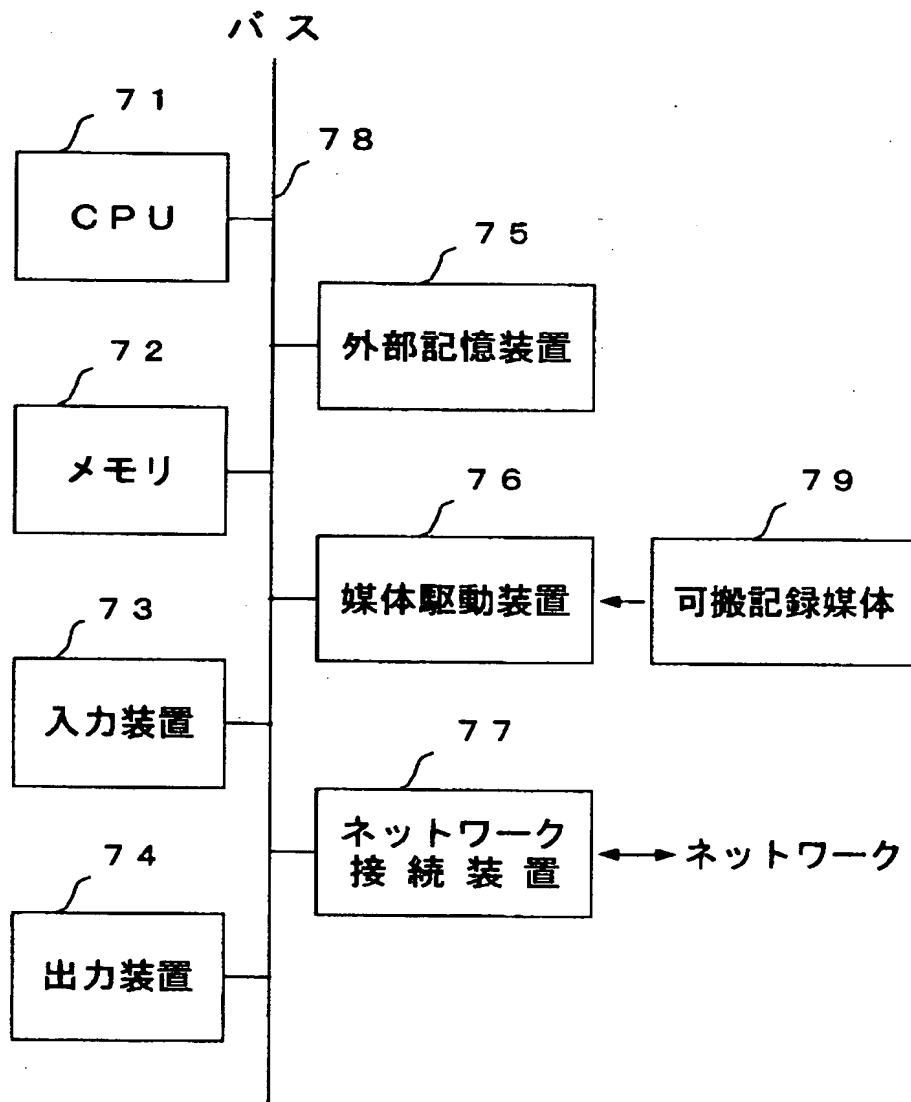 バス
71
78
CPU
75
外部記憶装置
72
メモリ
76
79
媒体駆動装置
可搬記録媒体
73
入力装置
77
ネットワーク
接続装置
ネットワーク
74
出力装置